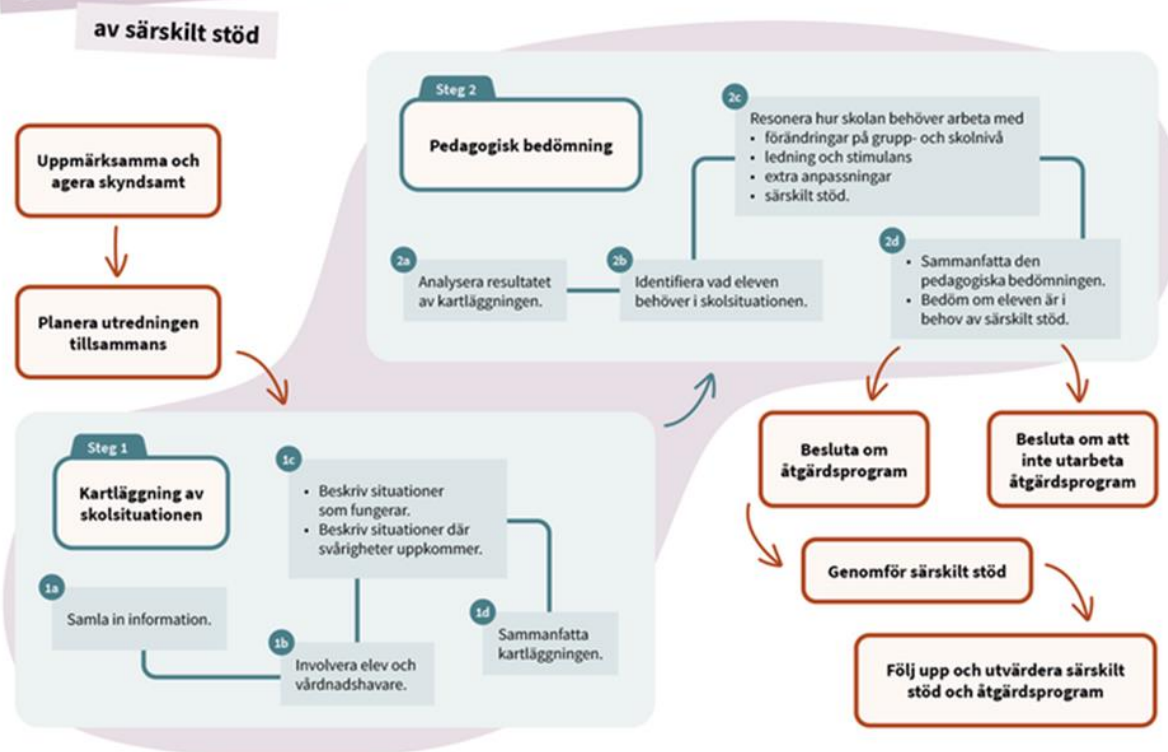 av särskilt stöd
Uppmärksamma och
agera skyndsamt
Planera utredningen
tillsammans
Steg 1
Kartläggning av
skolsituationen
1a
Samla in information.
1b
Involvera elev och
vårdnadshavare.
1c
• Beskriv situationer
som fungerar.
• Beskriv situationer där
svårigheter uppkommer.
1d
Sammanfatta
kartläggningen.
Steg 2
Pedagogisk bedömning
2a
Analysera resultatet
av kartläggningen.
2b
Identifiera vad eleven
behöver i skolsituationen.
2c
Resonera hur skolan behöver arbeta med
• förändringar på grupp- och skolnivå
• ledning och stimulans
• extra anpassningar
• särskilt stöd.
2d
• Sammanfatta den
pedagogiska bedömningen.
• Bedöm om eleven är i
behov av särskilt stöd.
Besluta om
åtgärdsprogram
Besluta om att
inte utarbeta
åtgärdsprogram
Genomför särskilt stöd
Följ upp och utvärdera särskilt
stöd och åtgärdsprogram